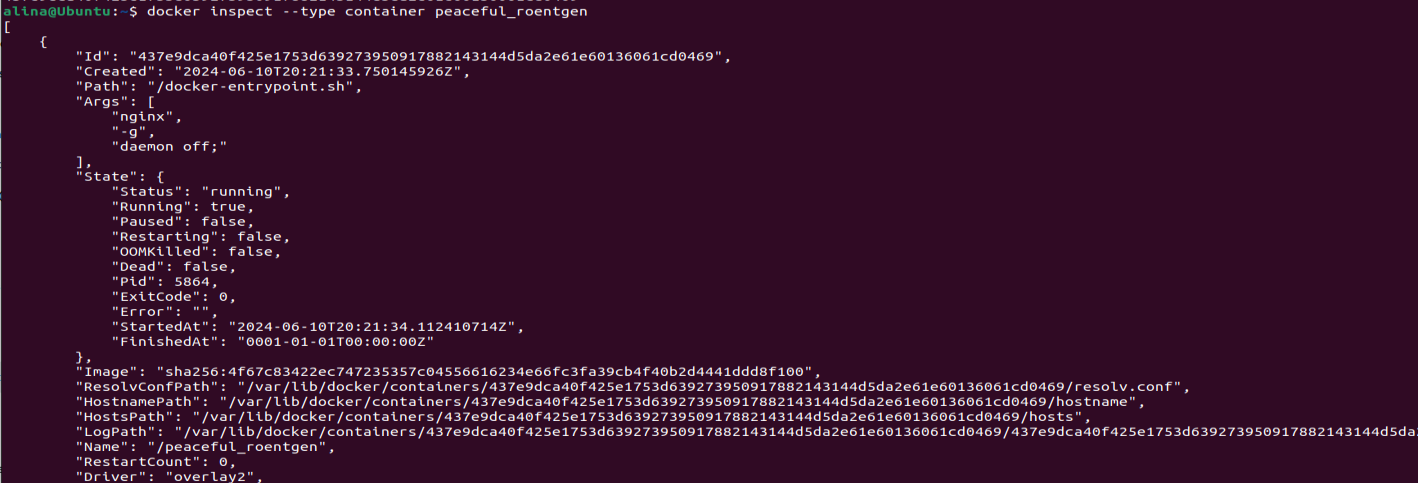 alina@Ubuntu:~$ docker inspect --type container peaceful_roentgen
[
    {
        "Id": "437e9dca40f425e1753d639273950917882143144d5da2e61e60136061cd0469",
        "Created": "2024-06-10T20:21:33.750145926Z",
        "Path": "/docker-entrypoint.sh",
        "Args": [
            "nginx",
            "-g",
            "daemon off;"
        ],
        "State": {
            "Status": "running",
            "Running": true,
            "Paused": false,
            "Restarting": false,
            "OOMKilled": false,
            "Dead": false,
            "Pid": 5864,
            "ExitCode": 0,
            "Error": "",
            "StartedAt": "2024-06-10T20:21:34.112410714Z",
            "FinishedAt": "0001-01-01T00:00:00Z"
        },
        "Image": "sha256:4f67c83422ec747235357c04556616234e66fc3fa39cb4f40b2d4441ddd8f100",
        "ResolvConfPath": "/var/lib/docker/containers/437e9dca40f425e1753d639273950917882143144d5da2e61e60136061cd0469/resolv.conf",
        "HostnamePath": "/var/lib/docker/containers/437e9dca40f425e1753d639273950917882143144d5da2e61e60136061cd0469/hostname",
        "HostsPath": "/var/lib/docker/containers/437e9dca40f425e1753d639273950917882143144d5da2e61e60136061cd0469/hosts",
        "LogPath": "/var/lib/docker/containers/437e9dca40f425e1753d639273950917882143144d5da2e61e60136061cd0469/437e9dca40f425e1753d639273950917882143144d5da
        "Name": "/peaceful_roentgen",
        "RestartCount": 0,
        "Driver": "overlay2",